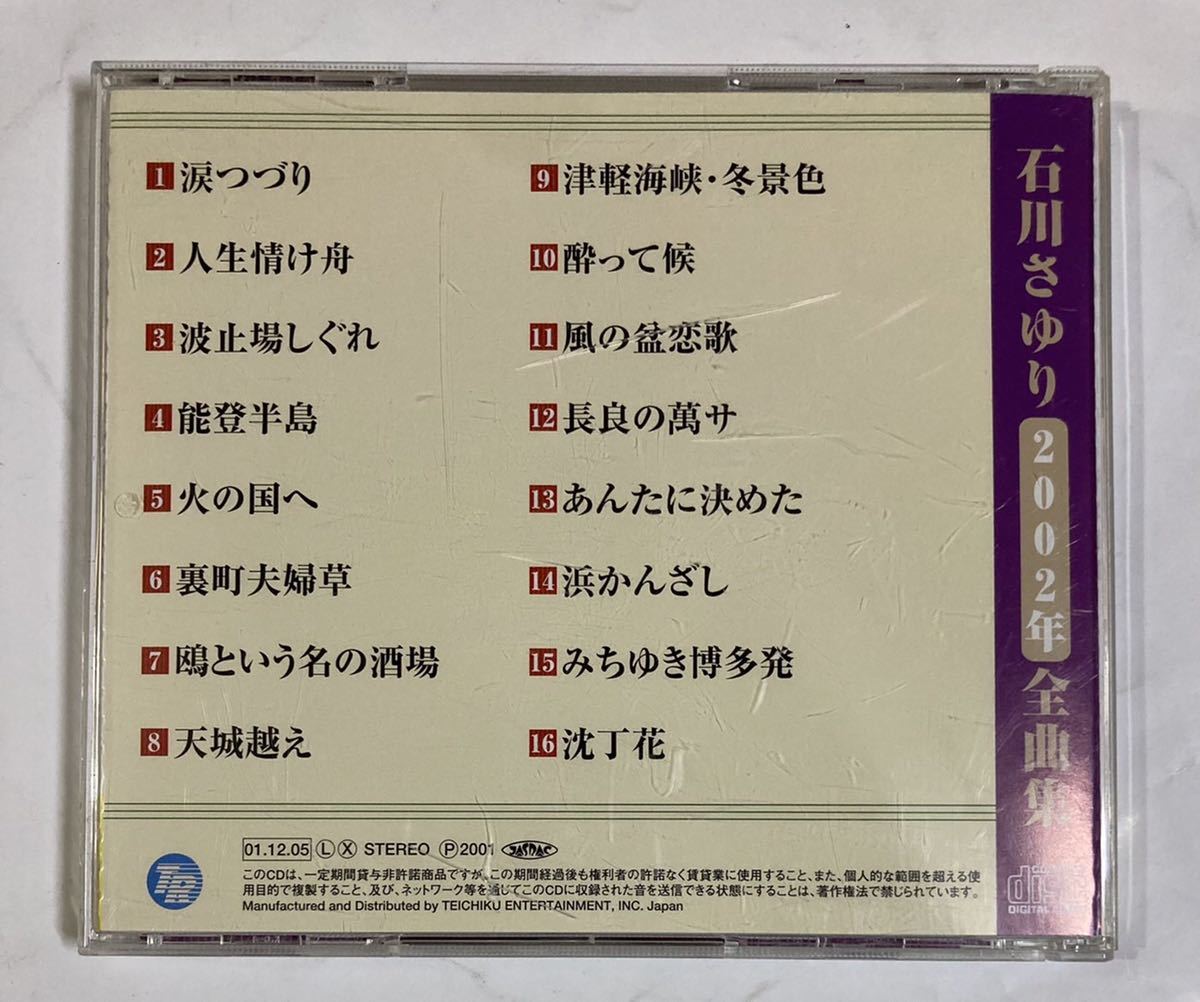 1 涙つづり
2 人生情け舟
3 波止場しぐれ
4 能登半島
5 火の国へ
6 裏町夫婦草
7 鴎という名の酒場
8 天城越え
9 津軽海峡・冬景色
10 酔って候
11 風の盆恋歌
12 長良の萬サ
13 あんたに決めた
14 浜かんざし
15 みちゆき博多発
16 沈丁花
石川さゆり2002年全曲集
01.12.05 Ⓛ Ⓧ STEREO Ⓟ2001 JASRAC
このCDは、一定期間貸与非許諾商品ですが、この期間経過後も権利者の許諾なく賃貸業に使用すること、また、個人的な範囲を超える使
用目的で複製すること、及び、ネットワーク等を通じてこのCDに収録された音を送信できる状態にすることは、著作権法で禁じられています。
Manufactured and Distributed by TEICHIKU ENTERTAINMENT, INC. Japan